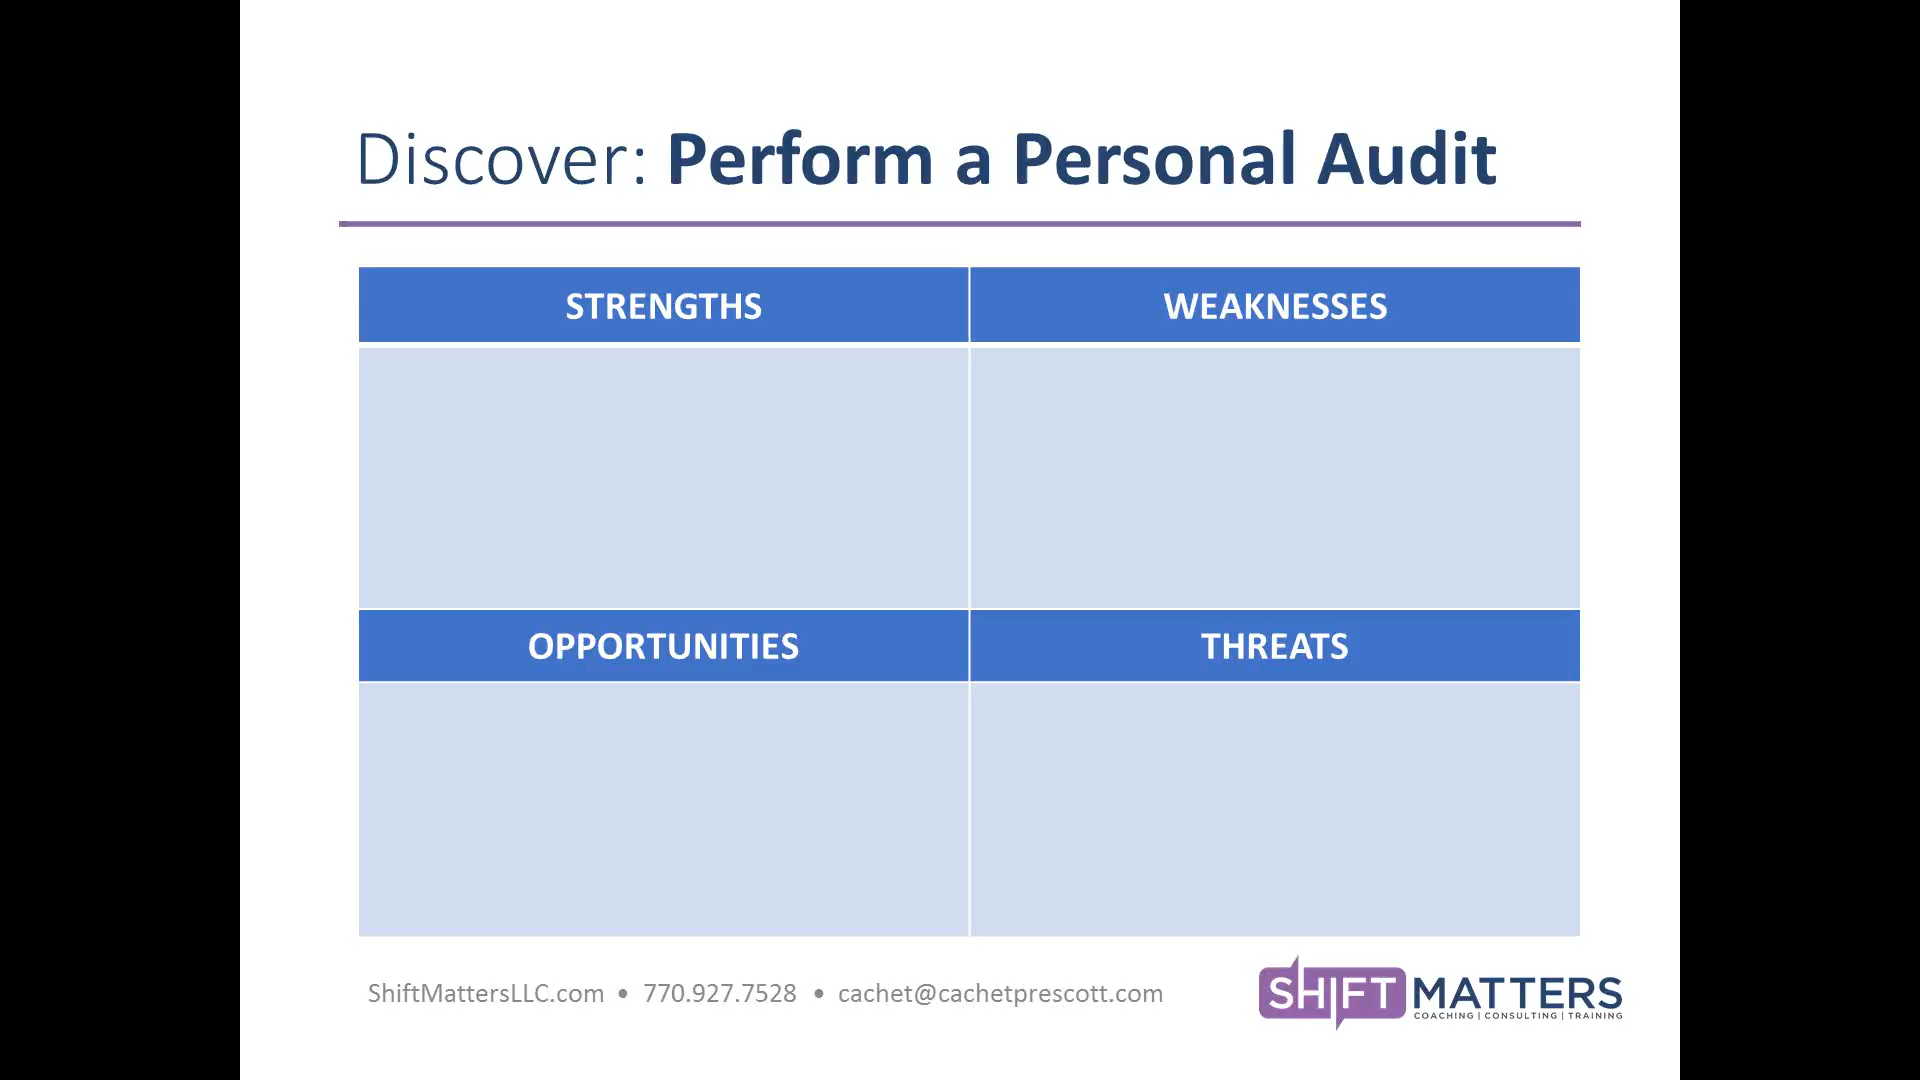 Discover: Perform a Personal Audit
STRENGTHS
WEAKNESSES
OPPORTUNITIES
THREATS
ShiftMattersLLC.com • 770.927.7528 • cachet@cachetprescott.com
SHIFT MATTERS
COACHING | CONSULTING | TRAINING